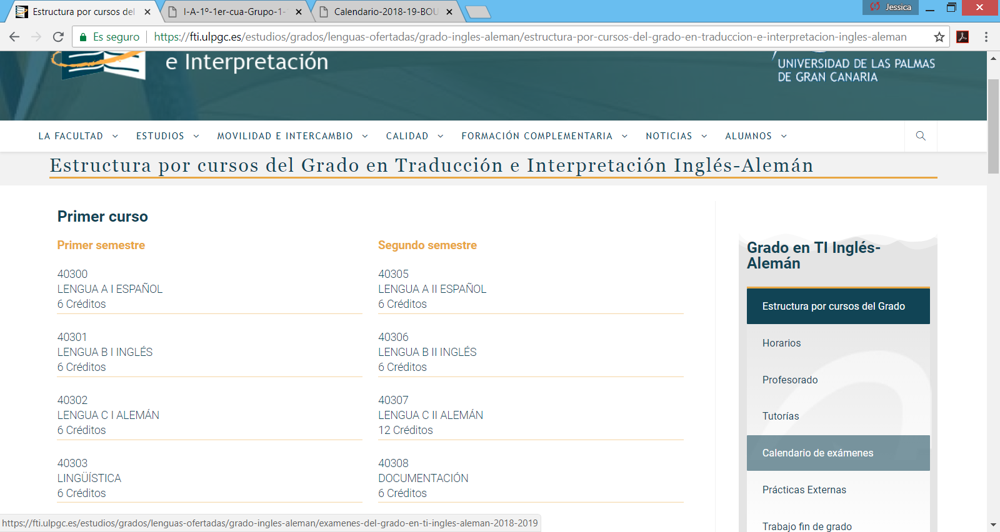 Estructura por cursos del
I-A-1º-1er-cua-Grupo-1-
Calendario-2018-19-BOU
Jessica
Es seguro
https://fti.ulpgc.es/estudios/grados/lenguas-ofertadas/grado-ingles-aleman/estructura-por-cursos-del-grado-en-traduccion-e-interpretacion-ingles-aleman
e Interpretación
UNIVERSIDAD DE LAS PALMAS
DE GRAN CANARIA
LA FACULTAD ESTUDIOS MOVILIDAD E INTERCAMBIO CALIDAD FORMACIÓN COMPLEMENTARIA NOTICIAS ALUMNOS
Estructura por cursos del Grado en Traducción e Interpretación Inglés-Alemán
Primer curso
Primer semestre
40300
LENGUA A I ESPAÑOL
6 Créditos
40301
LENGUA B I INGLÉS
6 Créditos
40302
LENGUA C I ALEMÁN
6 Créditos
40303
LINGÜÍSTICA
6 Créditos
Segundo semestre
40305
LENGUA A II ESPAÑOL
6 Créditos
40306
LENGUA B II INGLÉS
6 Créditos
40307
LENGUA C II ALEMÁN
12 Créditos
40308
DOCUMENTACIÓN
6 Créditos
Grado en TI Inglés-
Alemán
Estructura por cursos del Grado
Horarios
Profesorado
Tutorías
Calendario de exámenes
Prácticas Externas
Trabajo fin de grado
https://fti.ulpgc.es/estudios/grados/lenguas-ofertadas/grado-ingles-aleman/examenes-del-grado-en-ti-ingles-aleman-2018-2019